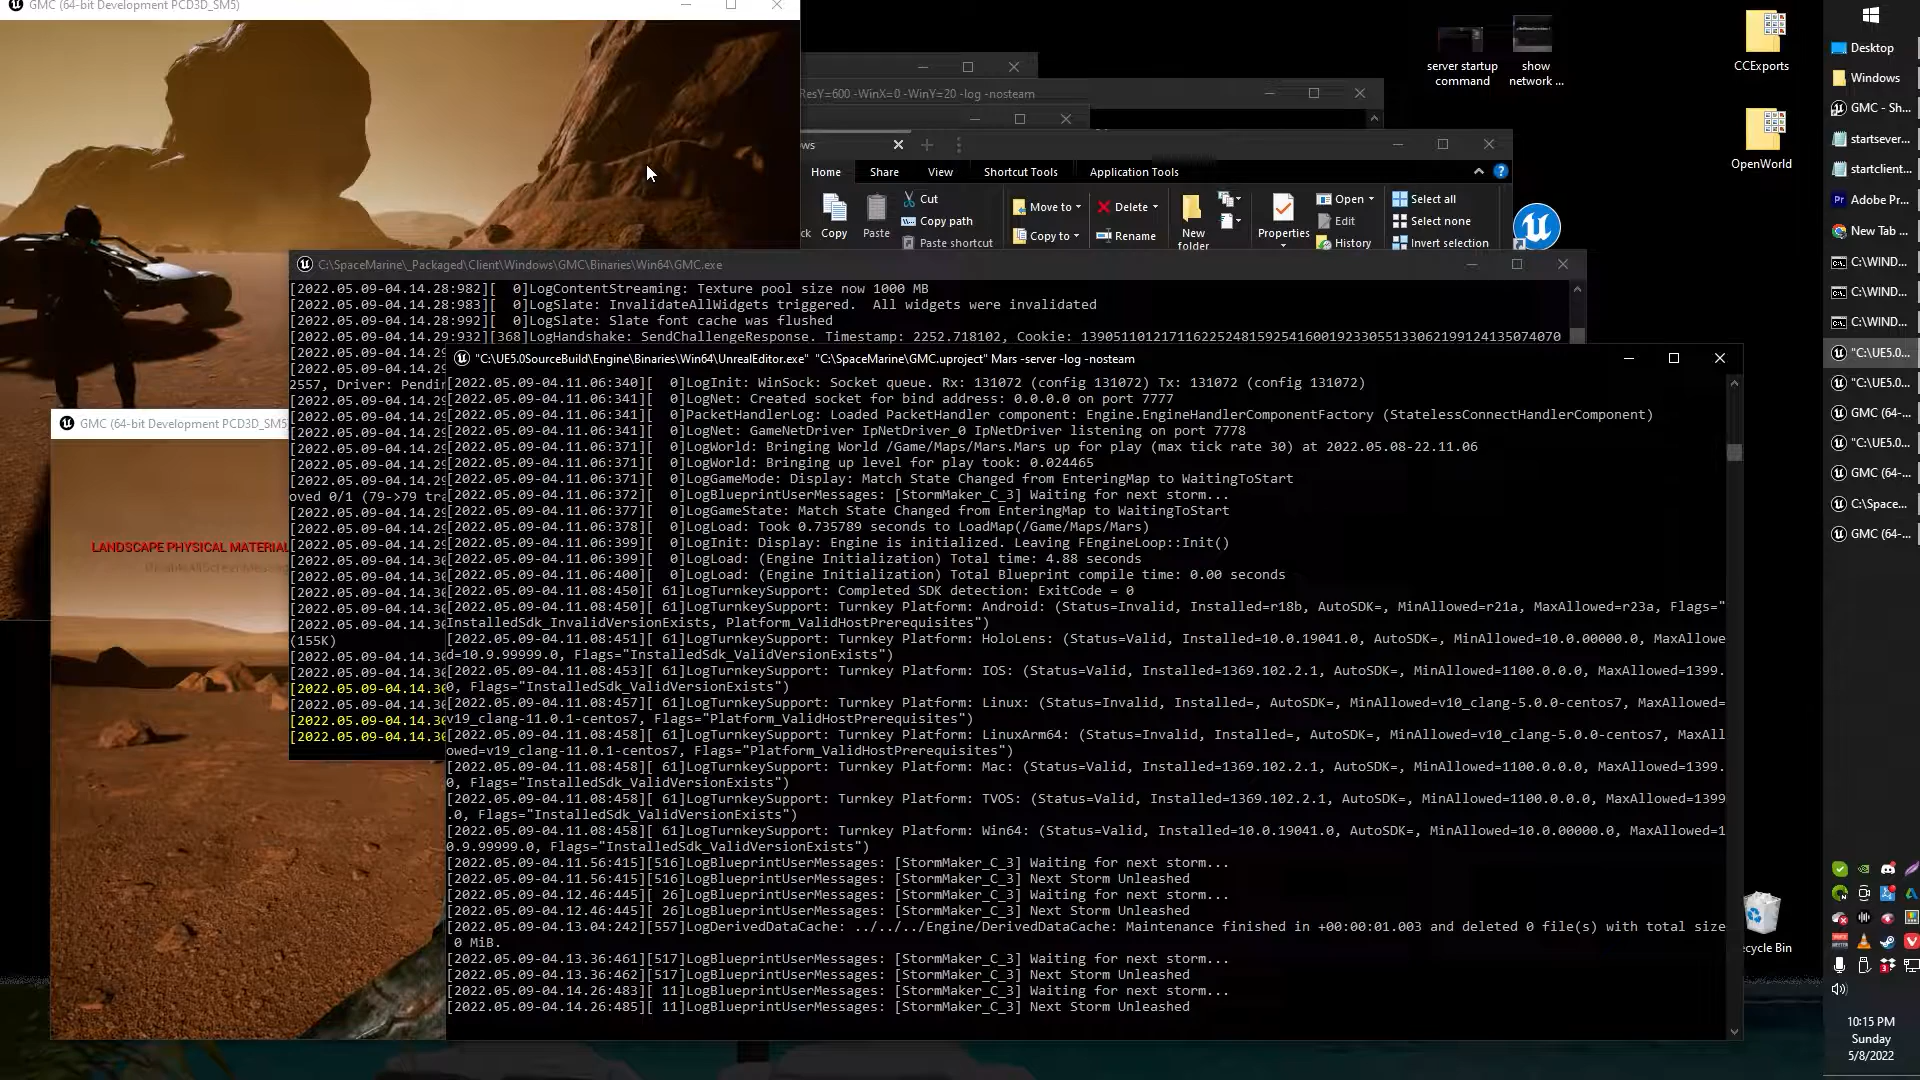 GMC (64-bit Development PCD3D_SM5)
ResY=600 -WinX=0 -WinY=20 -log -nosteam
ws
Home
Share
View
Shortcut Tools
Application Tools
Copy
Paste
Cut
Copy path
Paste shortcut
Move to
Copy to
Delete
Rename
New
folder
Properties
Open
Edit
History
Select all
Select none
Invert selection
ck
server startup
command
show
network ...
CCExports
OpenWorld
C:\SpaceMarine\_Packaged\Client\Windows\GMC\Binaries\Win64\GMC.exe
[2022.05.09-04.14.28:982][  0]LogContentStreaming: Texture pool size now 1000 MB
[2022.05.09-04.14.28:983][  0]LogSlate: InvalidateAllWidgets triggered.  All widgets were invalidated
[2022.05.09-04.14.28:992][  0]LogSlate: Slate font cache was flushed
[2022.05.09-04.14.29:932][368]LogHandshake: SendChallengeResponse. Timestamp: 2252.718102, Cookie: 139051101217116225248159254160019233055133062199124135074070
[2022.05.09-04.14.29
2557, Driver: Pendin
oved 0/1 (79->79 tra
(155K)
[2022.05.09-04.14.30
GMC (64-bit Development PCD3D_SM5
LANDSCAPE PHYSICAL MATERIAL
"C:\UE5.0SourceBuild\Engine\Binaries\Win64\UnrealEditor.exe"  "C:\SpaceMarine\GMC.uproject" Mars -server -log -nosteam
[2022.05.09-04.11.06:340][  0]LogInit: WinSock: Socket queue. Rx: 131072 (config 131072) Tx: 131072 (config 131072)
[2022.05.09-04.11.06:341][  0]LogNet: Created socket for bind address: 0.0.0.0 on port 7777
[2022.05.09-04.11.06:341][  0]PacketHandlerLog: Loaded PacketHandler component: Engine.EngineHandlerComponentFactory (StatelessConnectHandlerComponent)
[2022.05.09-04.11.06:341][  0]LogNet: GameNetDriver IpNetDriver_0 IpNetDriver listening on port 7778
[2022.05.09-04.11.06:371][  0]LogWorld: Bringing World /Game/Maps/Mars.Mars up for play (max tick rate 30) at 2022.05.08-22.11.06
[2022.05.09-04.11.06:371][  0]LogWorld: Bringing up level for play took: 0.024465
[2022.05.09-04.11.06:371][  0]LogGameMode: Display: Match State Changed from EnteringMap to WaitingToStart
[2022.05.09-04.11.06:372][  0]LogBlueprintUserMessages: [StormMaker_C_3] Waiting for next storm...
[2022.05.09-04.11.06:377][  0]LogGameState: Match State Changed from EnteringMap to WaitingToStart
[2022.05.09-04.11.06:378][  0]LogLoad: Took 0.735789 seconds to LoadMap(/Game/Maps/Mars)
[2022.05.09-04.11.06:399][  0]LogInit: Display: Engine is initialized. Leaving FEngineLoop::Init()
[2022.05.09-04.11.06:399][  0]LogLoad: (Engine Initialization) Total time: 4.88 seconds
[2022.05.09-04.11.06:400][  0]LogLoad: (Engine Initialization) Total Blueprint compile time: 0.00 seconds
[2022.05.09-04.11.08:450][ 61]LogTurnkeySupport: Completed SDK detection: ExitCode = 0
[2022.05.09-04.11.08:450][ 61]LogTurnkeySupport: Turnkey Platform: Android: (Status=Invalid, Installed=r18b, AutoSDK=, MinAllowed=r21a, MaxAllowed=r23a, Flags="
InstalledSdk_InvalidVersionExists, Platform_ValidHostPrerequisites")
[2022.05.09-04.11.08:451][ 61]LogTurnkeySupport: Turnkey Platform: HoloLens: (Status=Valid, Installed=10.0.19041.0, AutoSDK=, MinAllowed=10.0.00000.0, MaxAllowe
d=10.9.99999.0, Flags="InstalledSdk_ValidVersionExists")
[2022.05.09-04.11.08:453][ 61]LogTurnkeySupport: Turnkey Platform: IOS: (Status=Valid, Installed=1369.102.2.1, AutoSDK=, MinAllowed=1100.0.0.0, MaxAllowed=1399.
0, Flags="InstalledSdk_ValidVersionExists")
[2022.05.09-04.11.08:457][ 61]LogTurnkeySupport: Turnkey Platform: Linux: (Status=Invalid, Installed=, AutoSDK=, MinAllowed=v10_clang-5.0.0-centos7, MaxAllowed=
v19_clang-11.0.1-centos7, Flags="Platform_ValidHostPrerequisites")
[2022.05.09-04.11.08:458][ 61]LogTurnkeySupport: Turnkey Platform: LinuxArm64: (Status=Invalid, Installed=, AutoSDK=, MinAllowed=v10_clang-5.0.0-centos7, MaxAll
owed=v19_clang-11.0.1-centos7, Flags="Platform_ValidHostPrerequisites")
[2022.05.09-04.11.08:458][ 61]LogTurnkeySupport: Turnkey Platform: Mac: (Status=Valid, Installed=1369.102.2.1, AutoSDK=, MinAllowed=1100.0.0.0, MaxAllowed=1399.
0, Flags="InstalledSdk_ValidVersionExists")
[2022.05.09-04.11.08:458][ 61]LogTurnkeySupport: Turnkey Platform: TVOS: (Status=Valid, Installed=1369.102.2.1, AutoSDK=, MinAllowed=1100.0.0.0, MaxAllowed=1399
.0, Flags="InstalledSdk_ValidVersionExists")
[2022.05.09-04.11.08:458][ 61]LogTurnkeySupport: Turnkey Platform: Win64: (Status=Valid, Installed=10.0.19041.0, AutoSDK=, MinAllowed=10.0.00000.0, MaxAllowed=1
0.9.99999.0, Flags="InstalledSdk_ValidVersionExists")
[2022.05.09-04.11.56:415][516]LogBlueprintUserMessages: [StormMaker_C_3] Waiting for next storm...
[2022.05.09-04.11.56:415][516]LogBlueprintUserMessages: [StormMaker_C_3] Next Storm Unleashed
[2022.05.09-04.12.46:445][ 26]LogBlueprintUserMessages: [StormMaker_C_3] Waiting for next storm...
[2022.05.09-04.12.46:445][ 26]LogBlueprintUserMessages: [StormMaker_C_3] Next Storm Unleashed
[2022.05.09-04.13.04:242][557]LogDerivedDataCache: ../../../Engine/DerivedDataCache: Maintenance finished in +00:00:01.003 and deleted 0 file(s) with total size
 0 MiB.
[2022.05.09-04.13.36:461][517]LogBlueprintUserMessages: [StormMaker_C_3] Waiting for next storm...
[2022.05.09-04.13.36:462][517]LogBlueprintUserMessages: [StormMaker_C_3] Next Storm Unleashed
[2022.05.09-04.14.26:483][ 11]LogBlueprintUserMessages: [StormMaker_C_3] Waiting for next storm...
[2022.05.09-04.14.26:485][ 11]LogBlueprintUserMessages: [StormMaker_C_3] Next Storm Unleashed
Desktop
Windows
GMC - Sh...
startsever...
startclient...
Adobe Pr...
New Tab ...
C:\WIND...
C:\WIND...
C:\WIND...
"C:\UE5.0...
"C:\UE5.0...
GMC (64-...
"C:\UE5.0...
GMC (64-...
C:\Space...
GMC (64-...
ecycle Bin
10:15 PM
Sunday
5/8/2022